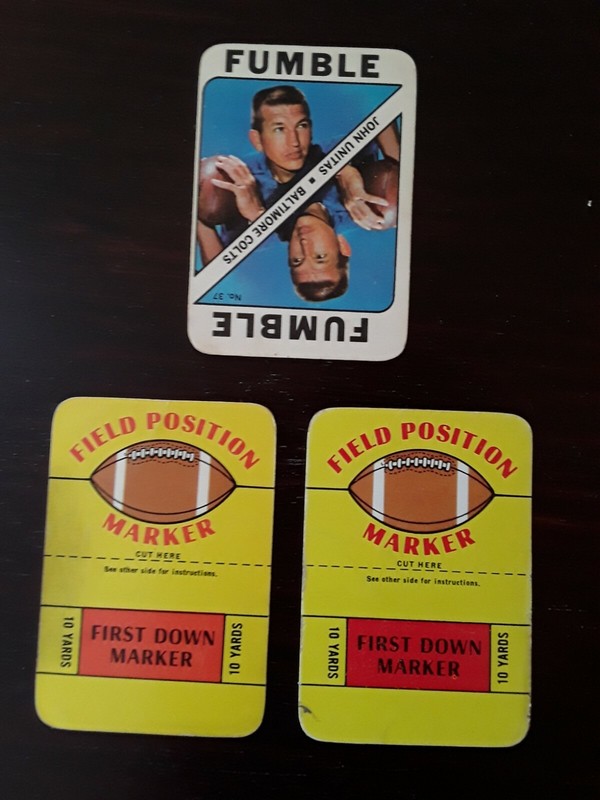 FUMBLE
JOHN UNITAS ■ BALTIMORE COLTS
No. 37
FUMBLE
FIELD POSITION
MARKER
CUT HERE
See other side for instructions.
10 YARDS
FIRST DOWN
MARKER
10 YARDS
FIELD POSITION
MARKER
CUT HERE
See other side for instructions.
10 YARDS
FIRST DOWN
MARKER
10 YARDS